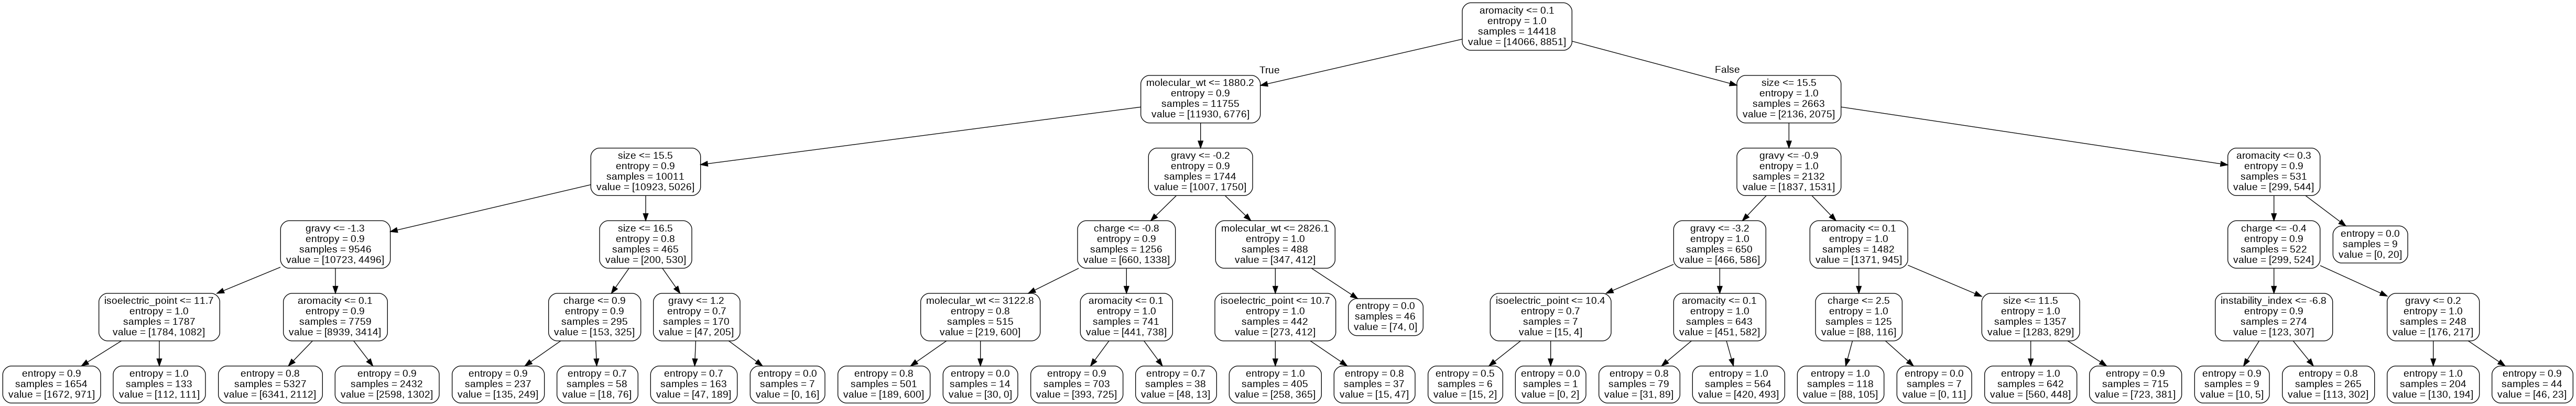 aromacity <= 0.1
entropy = 1.0
samples = 14418
value = [14066, 8851]
True
False
molecular_wt <= 1880.2
entropy = 0.9
samples = 11755
value = [11930, 6776]
size <= 15.5
entropy = 1.0
samples = 2663
value = [2136, 2075]
size <= 15.5
entropy = 0.9
samples = 10011
value = [10923, 5026]
gravy <= -0.2
entropy = 0.9
samples = 1744
value = [1007, 1750]
gravy <= -0.9
entropy = 1.0
samples = 2132
value = [1837, 1531]
aromacity <= 0.3
entropy = 0.9
samples = 531
value = [299, 544]
gravy <= -1.3
entropy = 0.9
samples = 9546
value = [10723, 4496]
size <= 16.5
entropy = 0.8
samples = 465
value = [200, 530]
charge <= -0.8
entropy = 0.9
samples = 1256
value = [660, 1338]
molecular_wt <= 2826.1
entropy = 1.0
samples = 488
value = [347, 412]
gravy <= -3.2
entropy = 1.0
samples = 650
value = [466, 586]
aromacity <= 0.1
entropy = 1.0
samples = 1482
value = [1371, 945]
charge <= -0.4
entropy = 0.9
samples = 522
value = [299, 524]
entropy = 0.0
samples = 9
value = [0, 20]
isoelectric_point <= 11.7
entropy = 1.0
samples = 1787
value = [1784, 1082]
aromacity <= 0.1
entropy = 0.9
samples = 7759
value = [8939, 3414]
charge <= 0.9
entropy = 0.9
samples = 295
value = [153, 325]
gravy <= 1.2
entropy = 0.7
samples = 170
value = [47, 205]
molecular_wt <= 3122.8
entropy = 0.8
samples = 515
value = [219, 600]
aromacity <= 0.1
entropy = 1.0
samples = 741
value = [441, 738]
isoelectric_point <= 10.7
entropy = 1.0
samples = 442
value = [273, 412]
entropy = 0.0
samples = 46
value = [74, 0]
isoelectric_point <= 10.4
entropy = 0.7
samples = 7
value = [15, 4]
aromacity <= 0.1
entropy = 1.0
samples = 643
value = [451, 582]
charge <= 2.5
entropy = 1.0
samples = 125
value = [88, 116]
size <= 11.5
entropy = 1.0
samples = 1357
value = [1283, 829]
instability_index <= -6.8
entropy = 0.9
samples = 274
value = [123, 307]
gravy <= 0.2
entropy = 1.0
samples = 248
value = [176, 217]
entropy = 0.9
samples = 1654
value = [1672, 971]
entropy = 1.0
samples = 133
value = [112, 111]
entropy = 0.8
samples = 5327
value = [6341, 2112]
entropy = 0.9
samples = 2432
value = [2598, 1302]
entropy = 0.9
samples = 237
value = [135, 249]
entropy = 0.7
samples = 58
value = [18, 76]
entropy = 0.7
samples = 163
value = [47, 189]
entropy = 0.0
samples = 7
value = [0, 16]
entropy = 0.8
samples = 501
value = [189, 600]
entropy = 0.0
samples = 14
value = [30, 0]
entropy = 0.9
samples = 703
value = [393, 725]
entropy = 0.7
samples = 38
value = [48, 13]
entropy = 1.0
samples = 405
value = [258, 365]
entropy = 0.8
samples = 37
value = [15, 47]
entropy = 0.5
samples = 6
value = [15, 2]
entropy = 0.0
samples = 1
value = [0, 2]
entropy = 0.8
samples = 79
value = [31, 89]
entropy = 1.0
samples = 564
value = [420, 493]
entropy = 1.0
samples = 118
value = [88, 105]
entropy = 0.0
samples = 7
value = [0, 11]
entropy = 1.0
samples = 642
value = [560, 448]
entropy = 0.9
samples = 715
value = [723, 381]
entropy = 0.9
samples = 9
value = [10, 5]
entropy = 0.8
samples = 265
value = [113, 302]
entropy = 1.0
samples = 204
value = [130, 194]
entropy = 0.9
samples = 44
value = [46, 23]